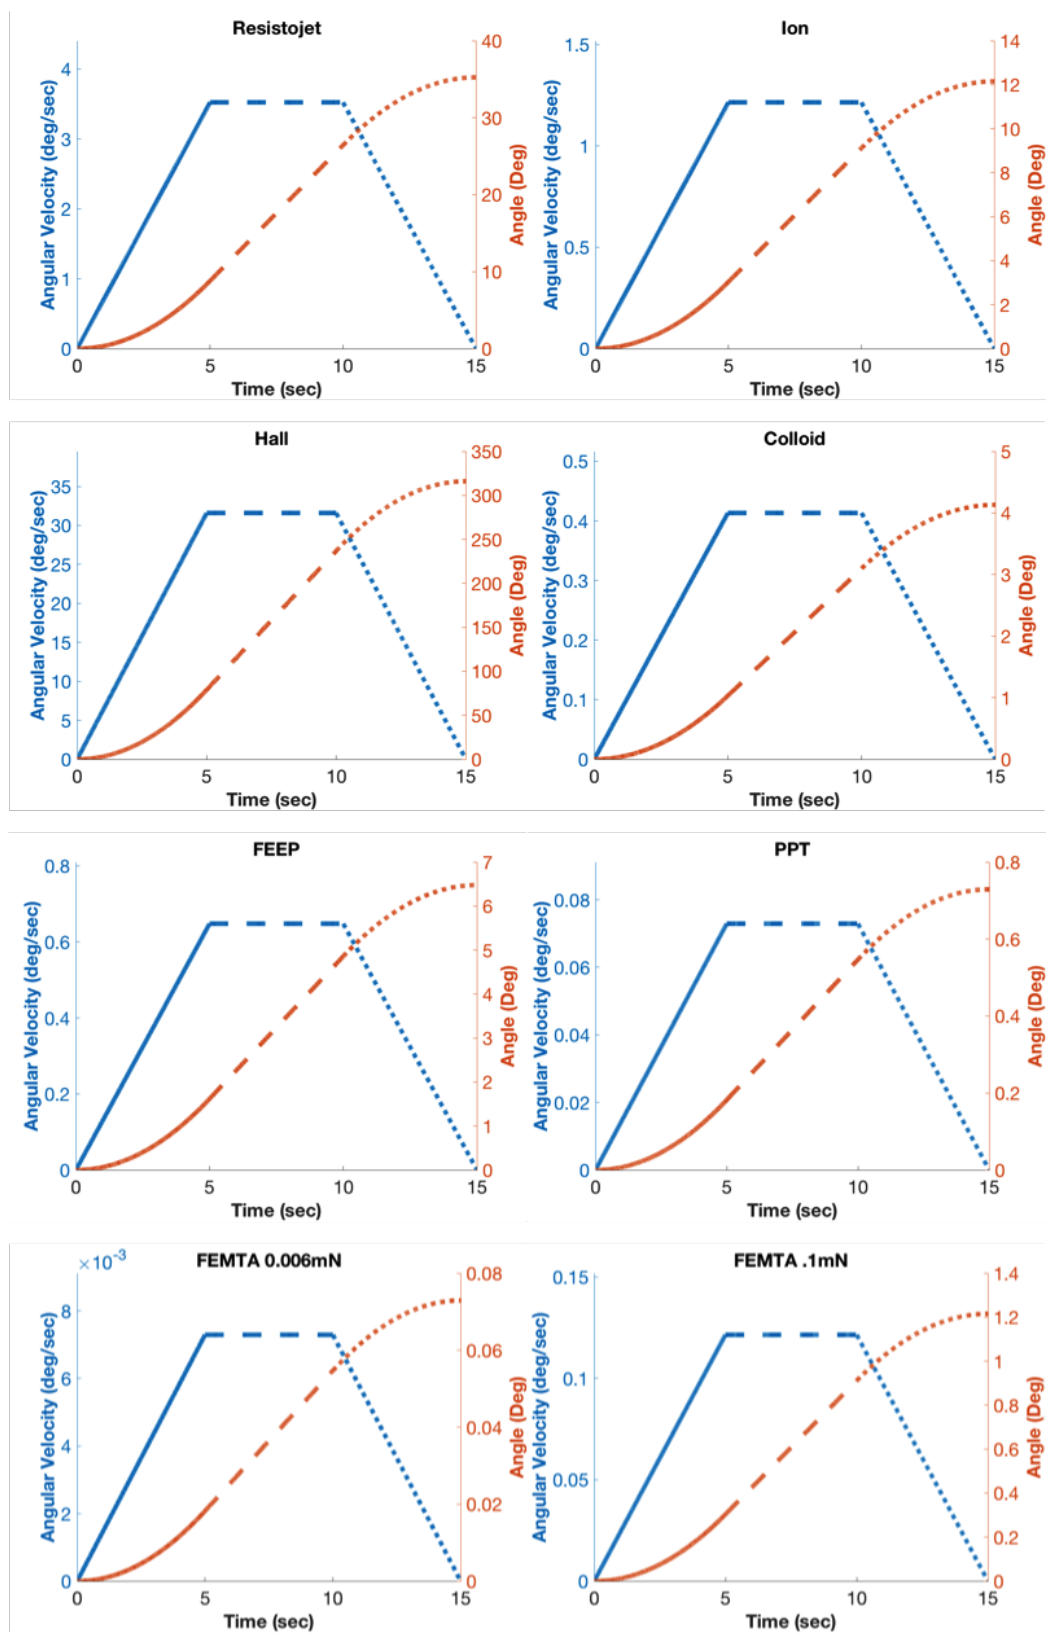 Resistojet
Angular Velocity (deg/sec)
4
3
2
1
0
40
30
20
10
0
Angle (Deg)
0 5 10 15
Time (sec)
Ion
Angular Velocity (deg/sec)
1.5
1
0.5
0
14
12
10
8
6
4
2
0
Angle (Deg)
0 5 10 15
Time (sec)
Hall
Angular Velocity (deg/sec)
35
30
25
20
15
10
5
0
350
300
250
200
150
100
50
0
Angle (Deg)
0 5 10 15
Time (sec)
Colloid
Angular Velocity (deg/sec)
0.5
0.4
0.3
0.2
0.1
0
5
4
3
2
1
0
Angle (Deg)
0 5 10 15
Time (sec)
FEEP
Angular Velocity (deg/sec)
0.8
0.6
0.4
0.2
0
7
6
5
4
3
2
1
0
Angle (Deg)
0 5 10 15
Time (sec)
PPT
Angular Velocity (deg/sec)
0.08
0.06
0.04
0.02
0
0.8
0.6
0.4
0.2
0
Angle (Deg)
0 5 10 15
Time (sec)
FEMTA 0.006mN
×10⁻³
Angular Velocity (deg/sec)
8
6
4
2
0
0.08
0.06
0.04
0.02
0
Angle (Deg)
0 5 10 15
Time (sec)
FEMTA .1mN
Angular Velocity (deg/sec)
0.15
0.1
0.05
0
1.4
1.2
1
0.8
0.6
0.4
0.2
0
Angle (Deg)
0 5 10 15
Time (sec)